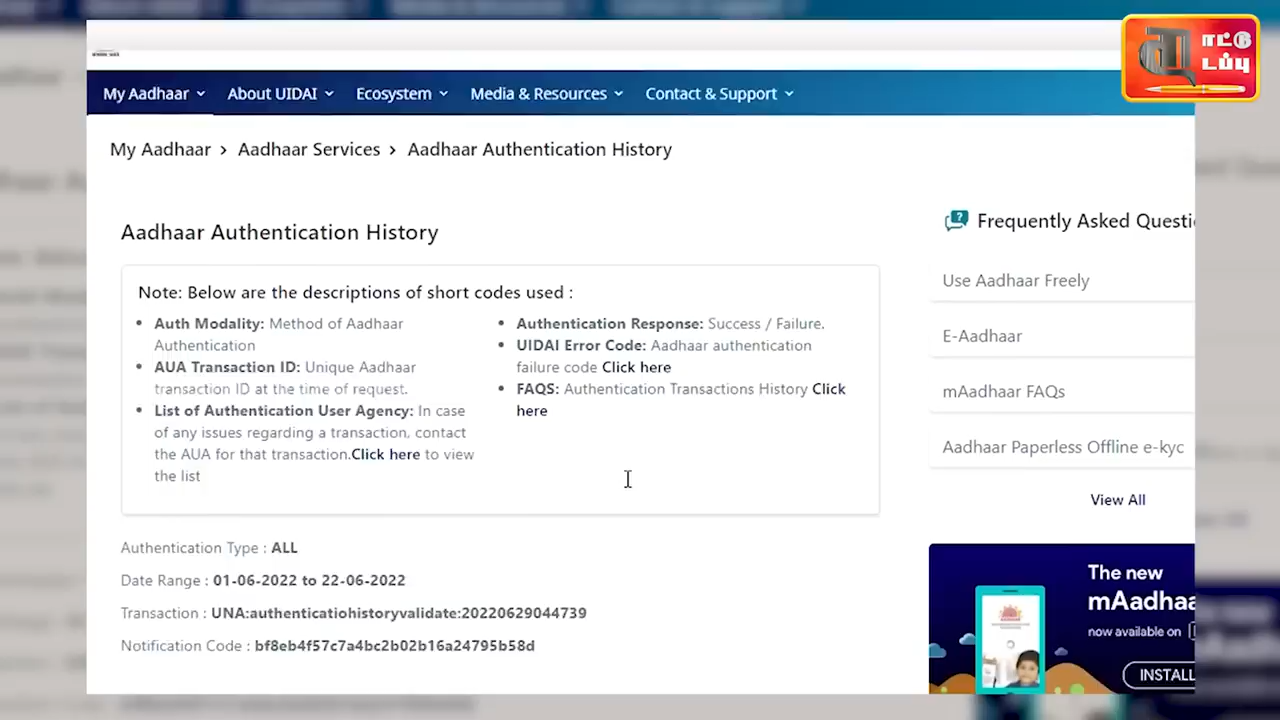 ஏட்டு
டப்பு
My Aadhaar About UIDAI Ecosystem Media & Resources Contact & Support
My Aadhaar > Aadhaar Services > Aadhaar Authentication History
Aadhaar Authentication History
Note: Below are the descriptions of short codes used :
• Auth Modality: Method of Aadhaar
Authentication
• AUA Transaction ID: Unique Aadhaar
transaction ID at the time of request.
• List of Authentication User Agency: In case
of any issues regarding a transaction, contact
the AUA for that transaction.Click here to view
the list
• Authentication Response: Success / Failure.
• UIDAI Error Code: Aadhaar authentication
failure code Click here
• FAQS: Authentication Transactions History Click
here
Authentication Type : ALL
Date Range : 01-06-2022 to 22-06-2022
Transaction : UNA:authenticatiohistoryvalidate:20220629044739
Notification Code : bf8eb4f57c7a4bc2b02b16a24795b58d
Frequently Asked Questi
Use Aadhaar Freely
E-Aadhaar
mAadhaar FAQs
Aadhaar Paperless Offline e-kyc
View All
The new
mAadhaa
now available on
INSTALL